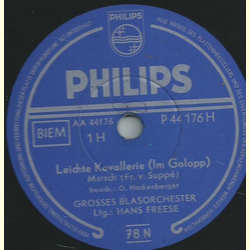 PHILIPS
BIEM
AA 44176
1 H
P 44 176 H
Leichte Kavallerie (Im Galopp)
Marsch (Fr. v. Suppé)
bearb.: O. Hackenberger
GROSSES BLASORCHESTER
Ltg.: HANS FREESE
78 N